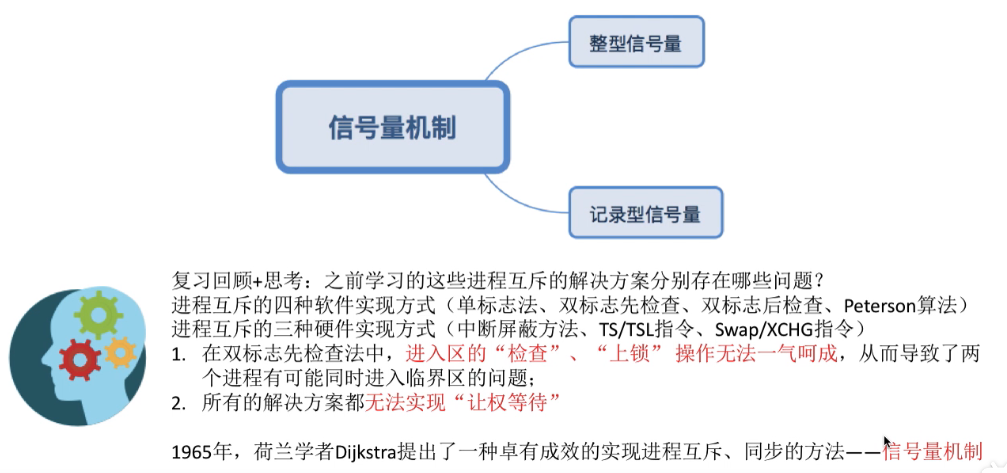 整型信号量
信号量机制
记录型信号量
复习回顾+思考：之前学习的这些进程互斥的解决方案分别存在哪些问题？
进程互斥的四种软件实现方式（单标志法、双标志先检查、双标志后检查、Peterson算法）
进程互斥的三种硬件实现方式（中断屏蔽方法、TS/TSL指令、Swap/XCHG指令）
1. 在双标志先检查法中，进入区的“检查”、“上锁” 操作无法一气呵成，从而导致了两
个进程有可能同时进入临界区的问题；
2. 所有的解决方案都无法实现“让权等待”
1965年，荷兰学者Dijkstra提出了一种卓有成效的实现进程互斥、同步的方法——信号量机制